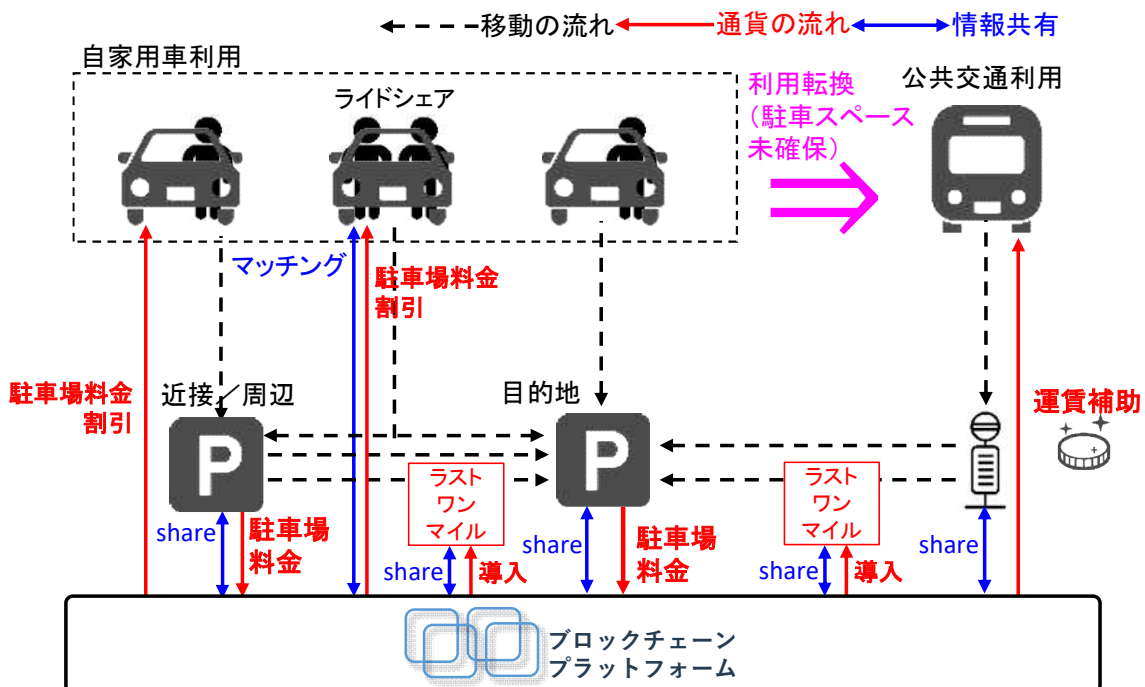 移動の流れ
通貨の流れ
情報共有
自家用車利用
ライドシェア
利用転換
（駐車スペース
未確保）
公共交通利用
マッチング
駐車場料金
割引
駐車場料金
割引
近接／周辺
目的地
運賃補助
P
P
ラスト
ワン
マイル
ラスト
ワン
マイル
share
駐車場
料金
share
導入
share
駐車場
料金
share
導入
share
ブロックチェーン
プラットフォーム